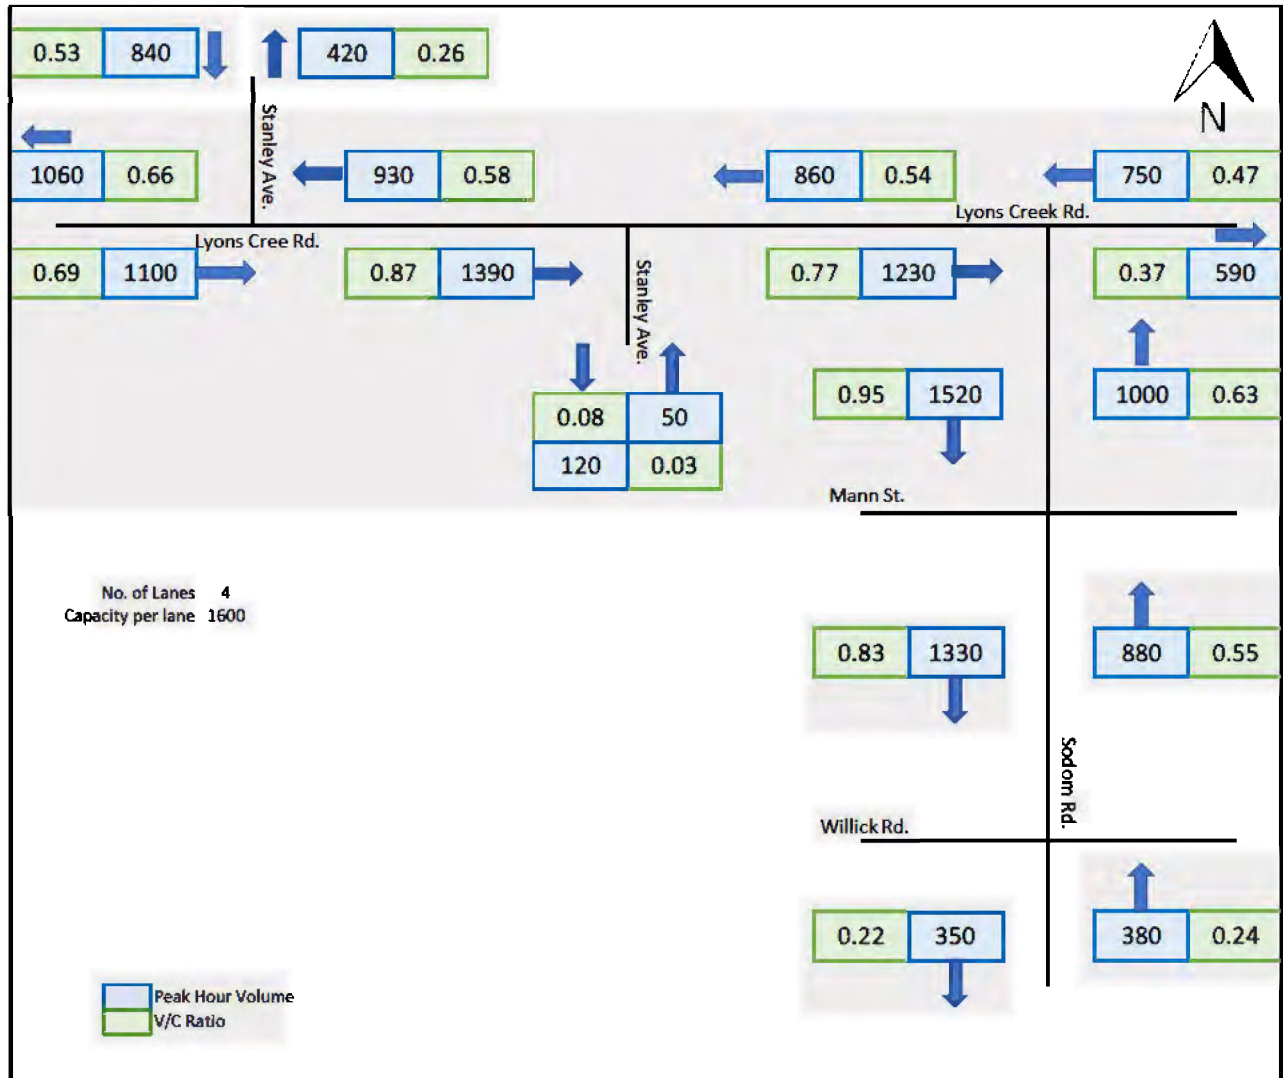 0.53 840 420 0.26
N
Stanley Ave.
1060 0.66 930 0.58 860 0.54 750 0.47
Lyons Creek Rd.
Lyons Cree Rd.
0.69 1100 0.87 1390 0.77 1230 0.37 590
Stanley Ave.
0.95 1520 1000 0.63
0.08 50
120 0.03
Mann St.
No. of Lanes 4
Capacity per lane 1600
0.83 1330 880 0.55
Sodom Rd.
Willick Rd.
0.22 350 380 0.24
Peak Hour Volume
V/C Ratio